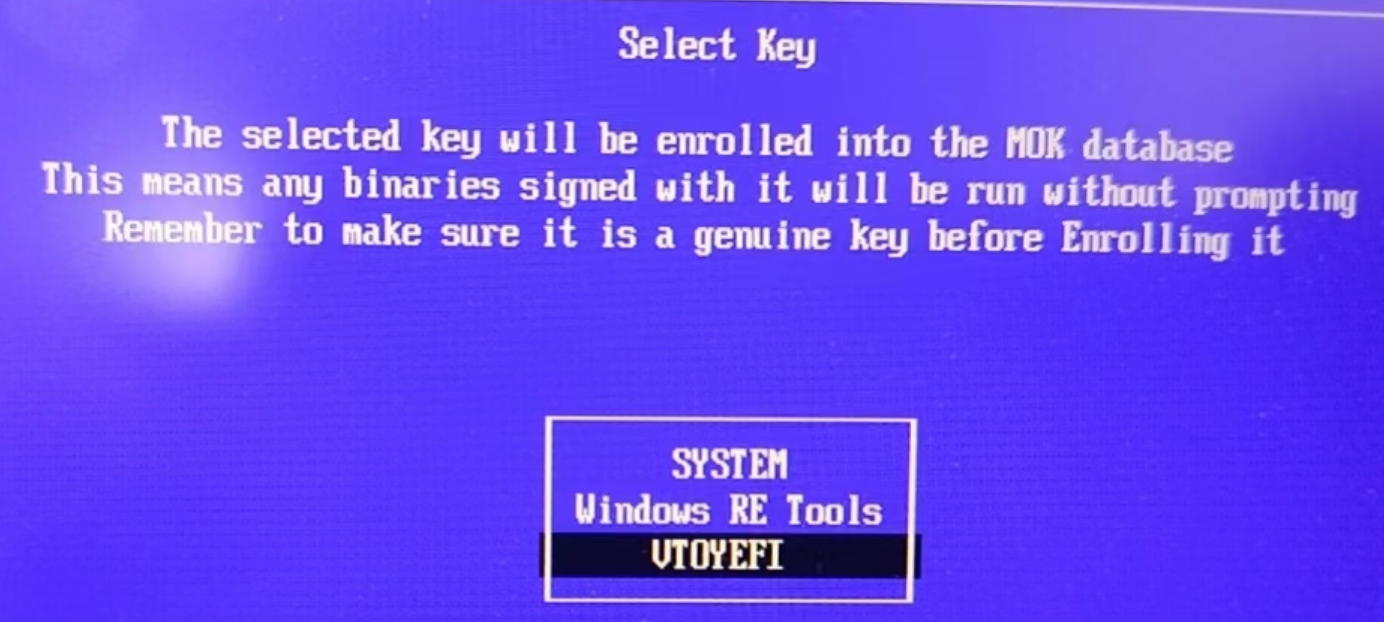 Select Key
The selected key will be enrolled into the MOK database
This means any binaries signed with it will be run without prompting
Remember to make sure it is a genuine key before Enrolling it
SYSTEM
Windows RE Tools
VTOYEFI